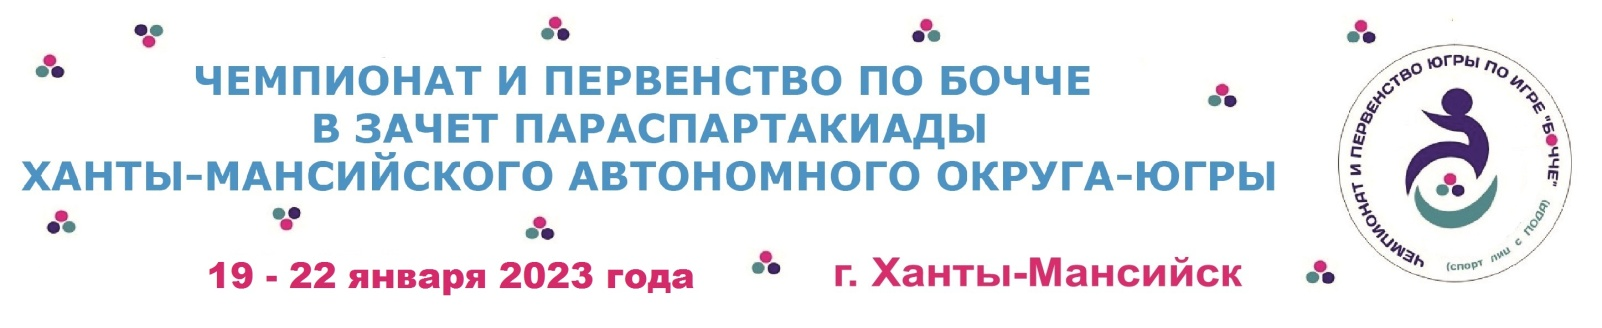 ЧЕМПИОНАТ И ПЕРВЕНСТВО ПО БОЧЧЕ
В ЗАЧЕТ ПАРАСПАРТАКИАДЫ
ХАНТЫ-МАНСИЙСКОГО АВТОНОМНОГО ОКРУГА-ЮГРЫ
19 - 22 января 2023 года
г. Ханты-Мансийск
ЧЕМПИОНАТ И ПЕРВЕНСТВО ЮГРЫ ПО ИГРЕ "БОЧЧЕ"
(спорт лиц с ПОДА)